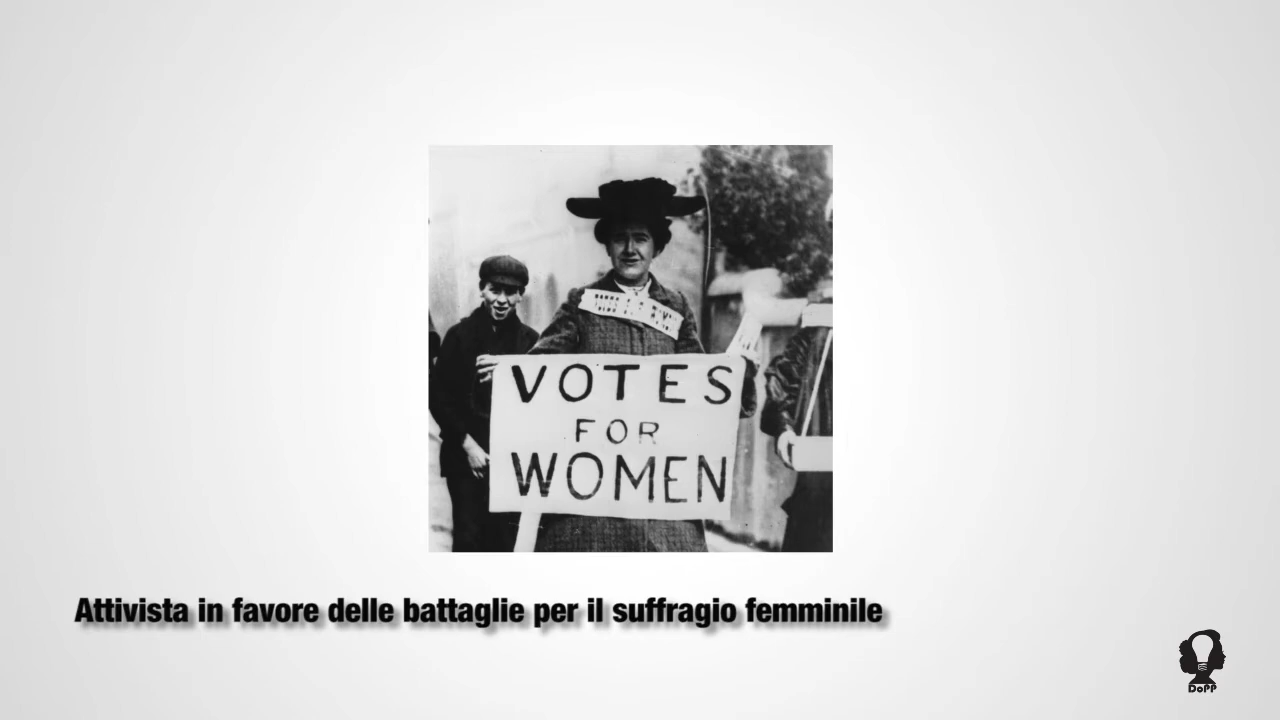 VOTES
FOR
WOMEN
Attivista in favore delle battaglie per il suffragio femminile
DoPP